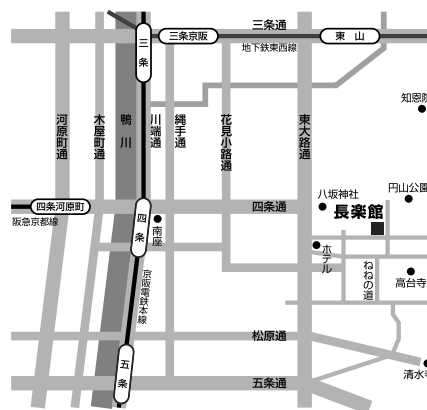 三条通
三条京阪
東山
三条
地下鉄東西線
知恩院
河原町通
木屋町通
鴨川
川端通
縄手通
花見小路通
東大路通
円山公園
八坂神社
長楽館
四条河原町
四条通
阪急京都線
四条
南座
ホテル
ねねの道
高台寺
京阪電鉄本線
松原通
五条
清水寺
五条通